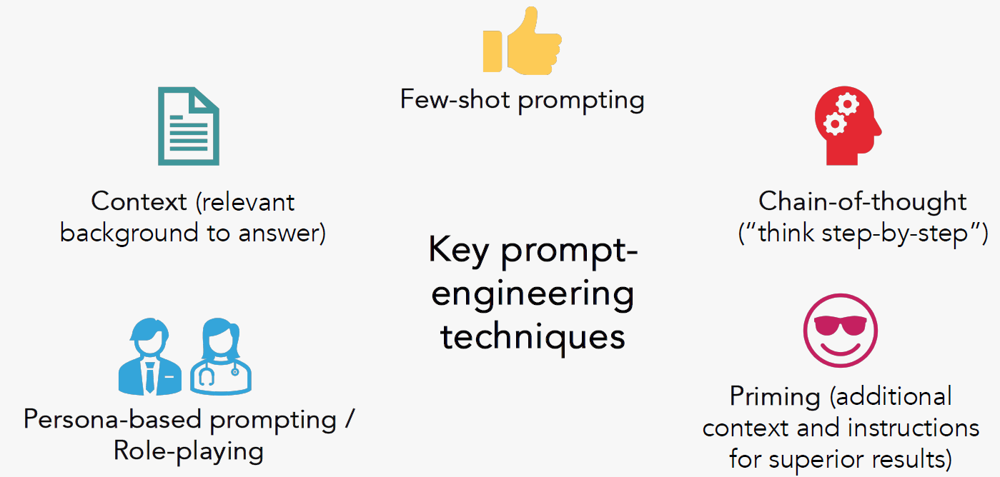 Few-shot prompting
Context (relevant
background to answer)
Chain-of-thought
(“think step-by-step”)
Key prompt-
engineering
techniques
Persona-based prompting /
Role-playing
Priming (additional
context and instructions
for superior results)